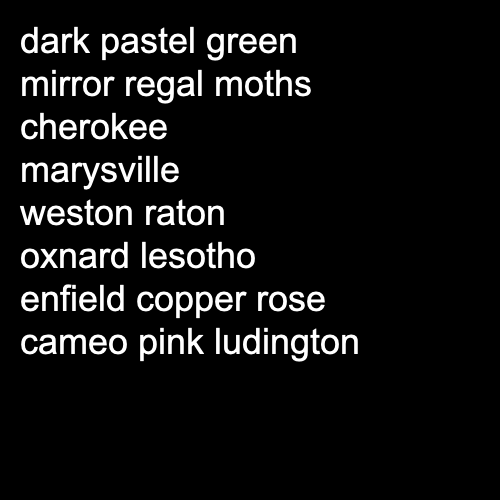 dark pastel green
mirror regal moths
cherokee
marysville
weston raton
oxnard lesotho
enfield copper rose
cameo pink ludington